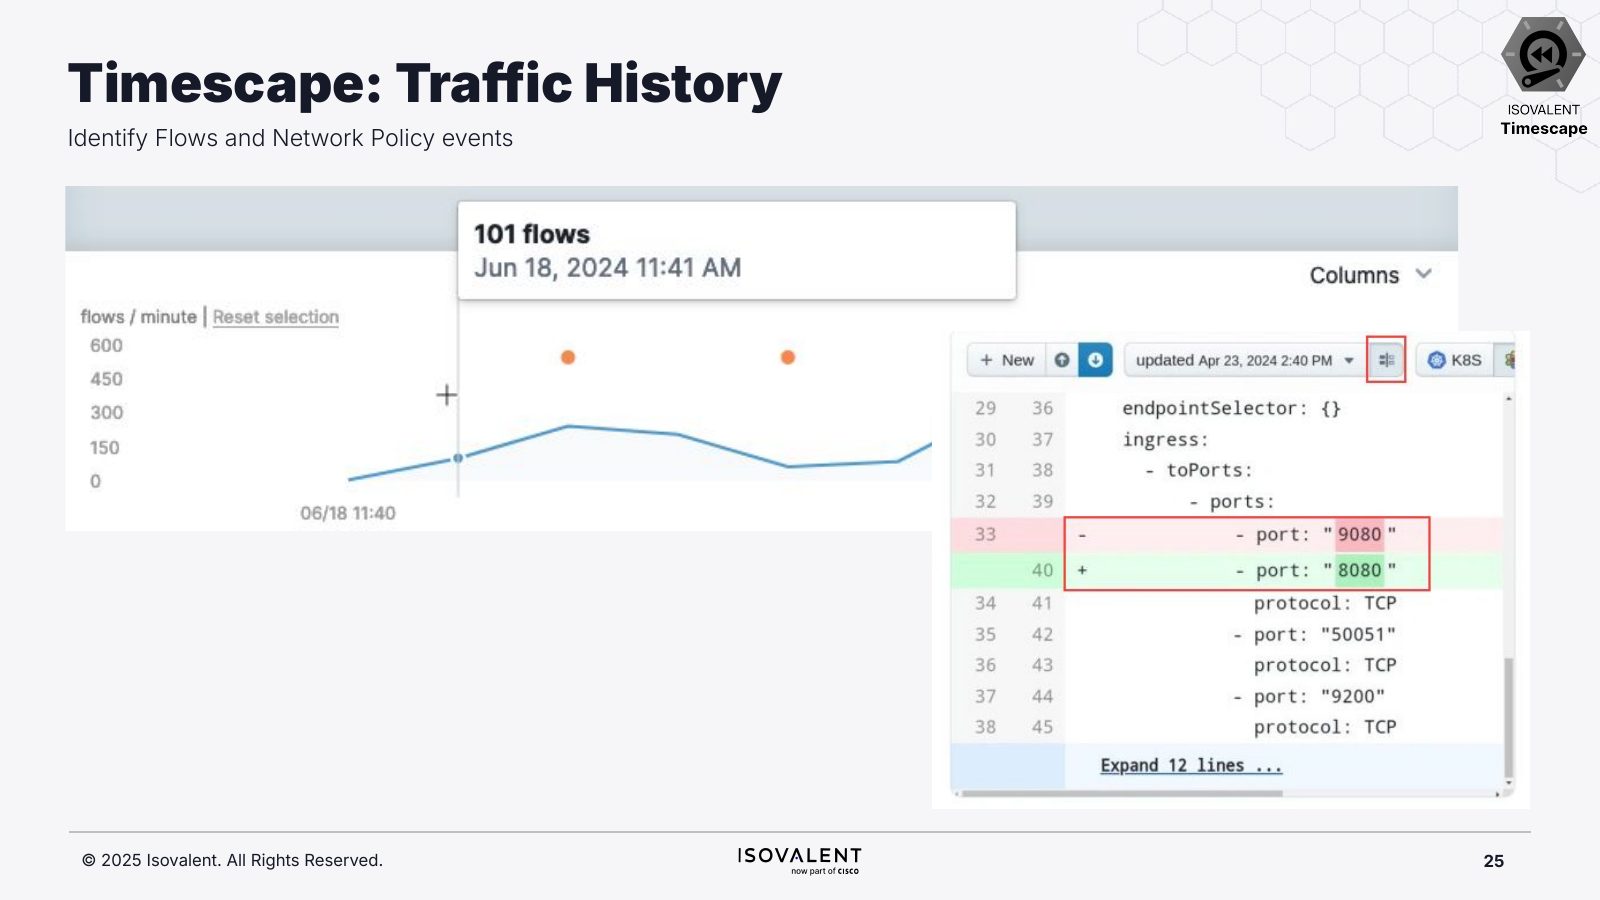 Timescape: Traffic History
Identify Flows and Network Policy events
ISOVALENT
Timescape
101 flows
Jun 18, 2024 11:41 AM
Columns
flows / minute | Reset selection
600
450
300
150
0
06/18 11:40
+ New
updated Apr 23, 2024 2:40 PM
K8S
29 36 endpointSelector: {}
30 37 ingress:
31 38 - toPorts:
32 39 - ports:
33 - - port: "9080"
40 + - port: "8080"
34 41 protocol: TCP
35 42 - port: "50051"
36 43 protocol: TCP
37 44 - port: "9200"
38 45 protocol: TCP
Expand 12 lines ...
© 2025 Isovalent. All Rights Reserved.
ISOVALENT
now part of CISCO
25